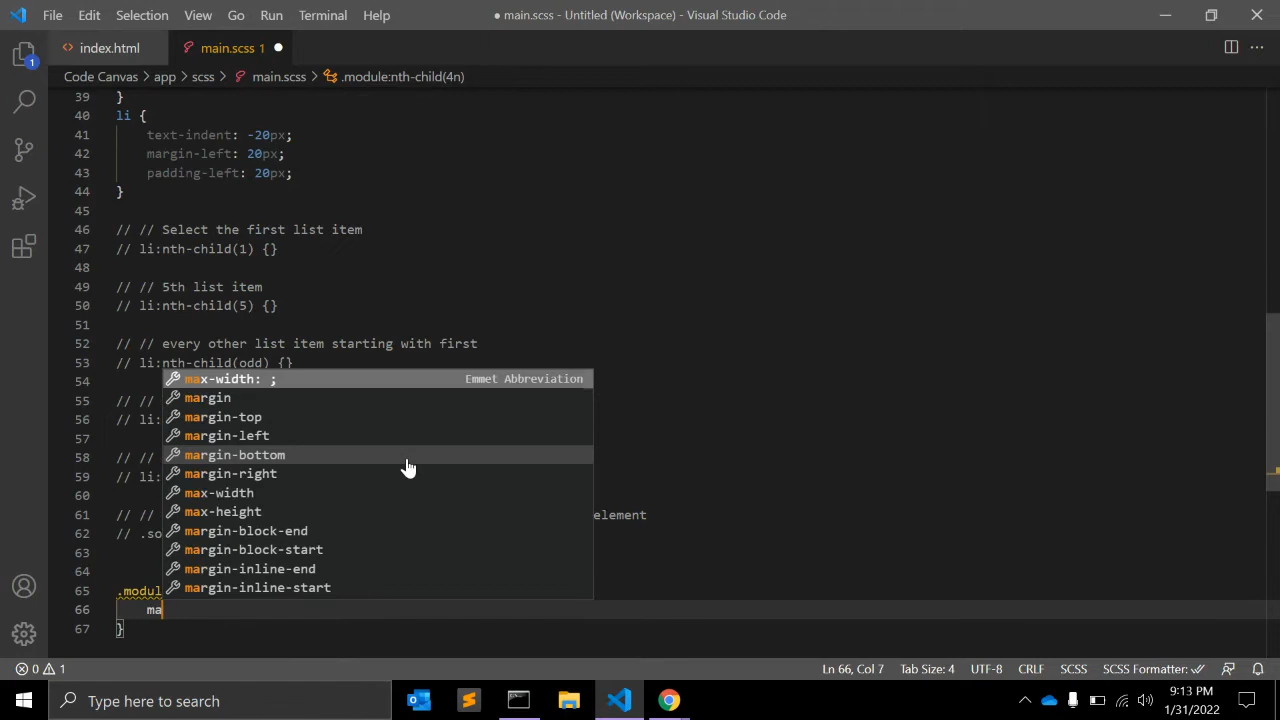 File Edit Selection View Go Run Terminal Help ● main.scss - Untitled (Workspace) - Visual Studio Code
<> index.html main.scss 1 ●
Code Canvas > app > scss > main.scss > .module:nth-child(4n)
39 }
40 li {
41 text-indent: -20px;
42 margin-left: 20px;
43 padding-left: 20px;
44 }
45
46 // // Select the first list item
47 // li:nth-child(1) {}
48
49 // // 5th list item
50 // li:nth-child(5) {}
51
52 // // every other list item starting with first
53 // li:nth-child(odd) {}
54 max-width: ; Emmet Abbreviation
margin
55 // // margin-top
56 // li: margin-left
57
58 // // margin-bottom
59 // li: margin-right
60 max-width
61 // // max-height element
62 // .so margin-block-end
63 margin-block-start
64 margin-inline-end
65 .modul margin-inline-start
66 ma
67 }
0 1 Ln 66, Col 7 Tab Size: 4 UTF-8 CRLF SCSS SCSS Formatter:
1
Type here to search
9:13 PM
1/31/2022